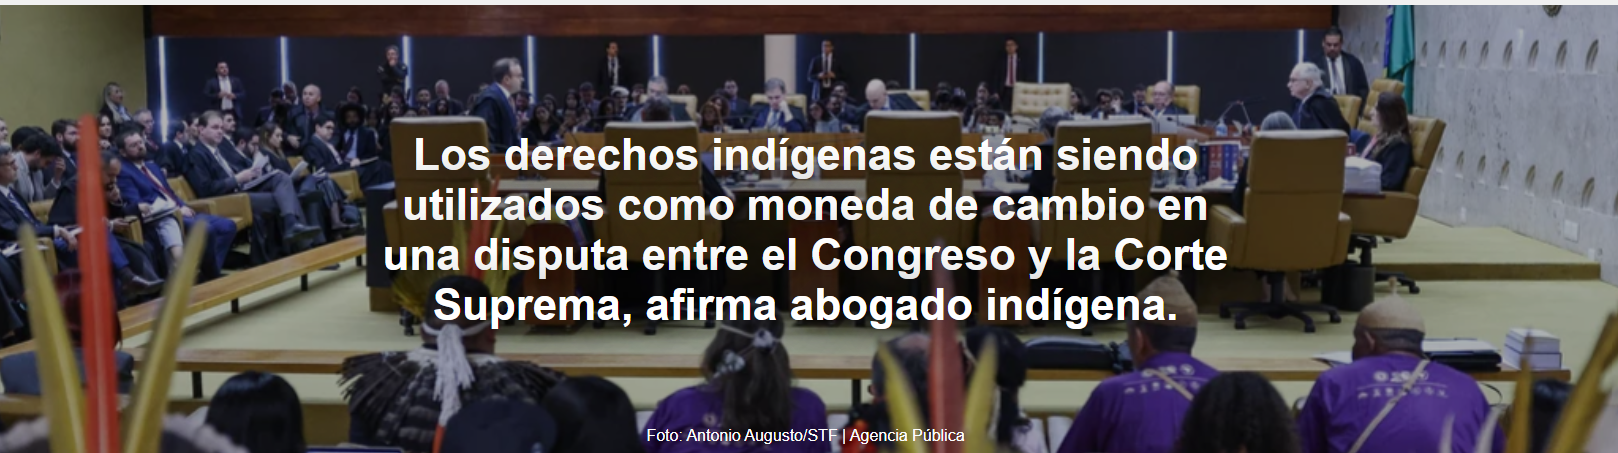 Los derechos indígenas están siendo
utilizados como moneda de cambio en
una disputa entre el Congreso y la Corte
Suprema, afirma abogado indígena.
Foto: Antonio Augusto/STF | Agencia Pública